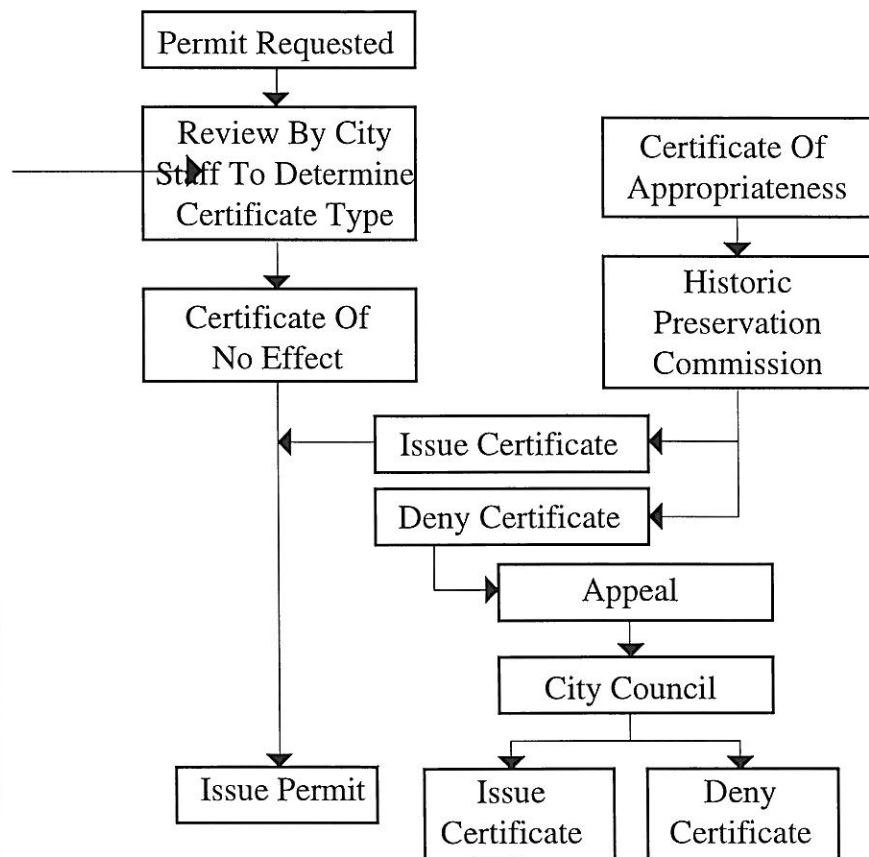 Permit Requested
Review By City
Staff To Determine
Certificate Type
Certificate Of
Appropriateness
Certificate Of
No Effect
Historic
Preservation
Commission
Issue Certificate
Deny Certificate
Appeal
City Council
Issue Permit
Issue
Certificate
Deny
Certificate